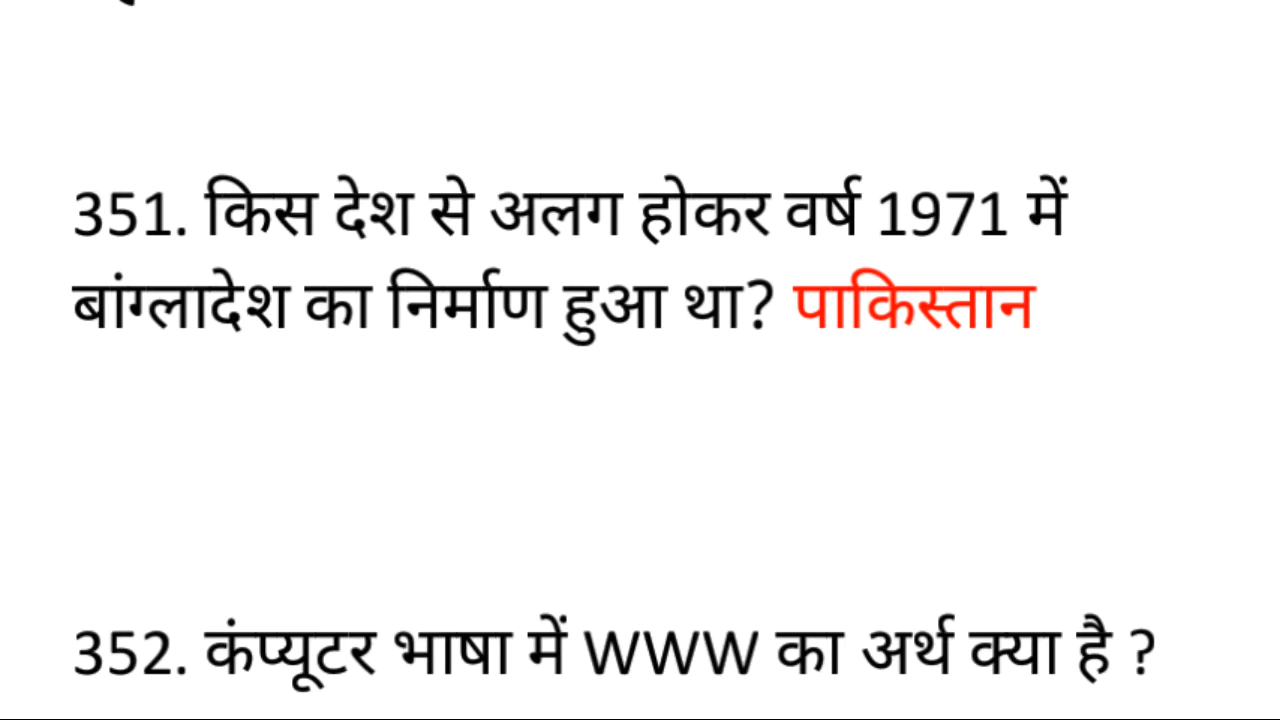 351. किस देश से अलग होकर वर्ष 1971 में
बांग्लादेश का निर्माण हुआ था? पाकिस्तान
352. कंप्यूटर भाषा में WWW का अर्थ क्या है ?